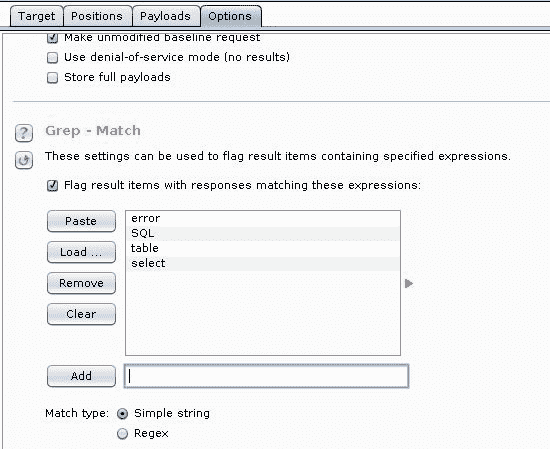 Target Positions Payloads Options
Make unmodified baseline request
Use denial-of-service mode (no results)
Store full payloads
? Grep - Match
These settings can be used to flag result items containing specified expressions.
Flag result items with responses matching these expressions:
Paste
Load ...
Remove
Clear
error
SQL
table
select
Add
Match type: Simple string
Regex